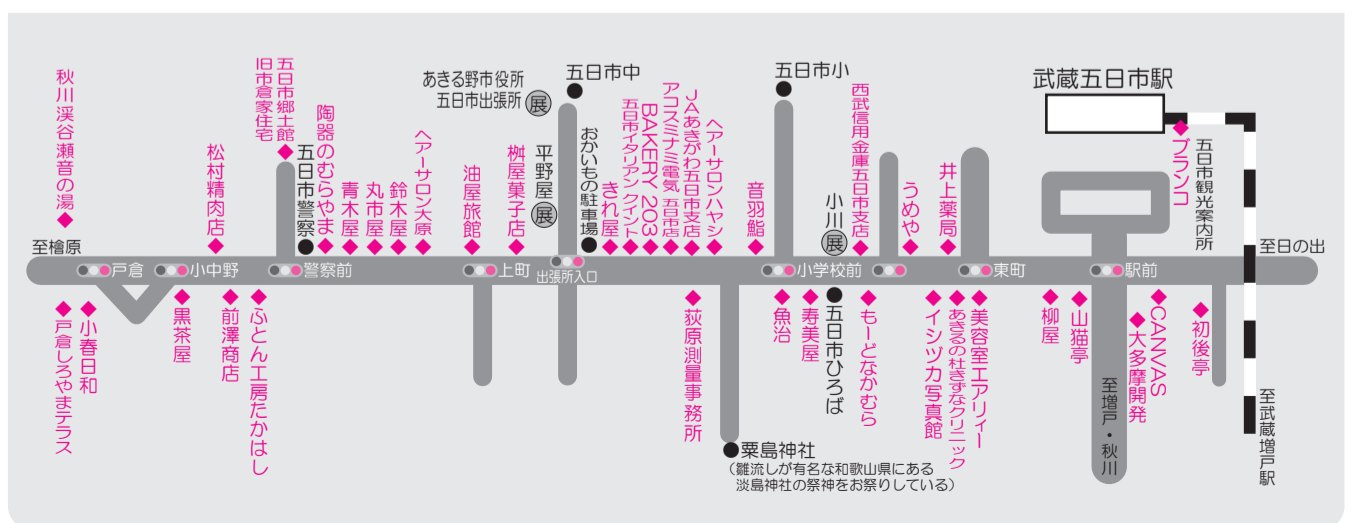 秋川渓谷瀬音の湯
松村精肉店
五日市郷土館
旧市倉家住宅
五日市警察
陶器のむらやま
青木屋
丸市屋
鈴木屋
ヘアーサロン大原
あきる野市役所
五日市出張所
展
油屋旅館
桝屋菓子店
平野屋
展
五日市中
おかいもの駐車場
きれ屋
五日市イタリアン クイント
BAKERY 203
アコスミナミ電気 五日市店
JAあきがわ五日市支店
ヘアーサロンハヤシ
音羽鮨
五日市小
小川
展
西武信用金庫五日市支店
うめや
井上薬局
武蔵五日市駅
ブランコ
五日市観光案内所
至檜原
至日の出
戸倉
小中野
警察前
上町
出張所入口
小学校前
東町
駅前
戸倉しろやまテラス
小春日和
黒茶屋
前澤商店
ふとん工房たかはし
荻原測量事務所
粟島神社
（雛流しが有名な和歌山県にある
淡島神社の祭神をお祭りしている）
魚治
寿美屋
五日市ひろば
もーとなかむら
イシヅカ写真館
あきるの杜きずなクリニック
美容室エアリィー
柳屋
山猫亭
至増戸・秋川
大多摩開発
CANVAS
初後亭
至武蔵増戸駅